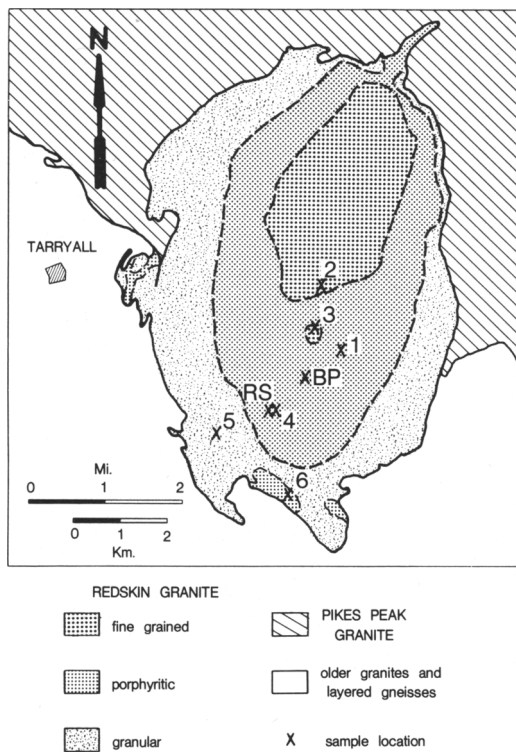 N
TARRYALL
2
3
1
BP
RS
4
5
6
Mi.
0 1 2
0 1 2
Km.
REDSKIN GRANITE
fine grained
porphyritic
granular
PIKES PEAK
GRANITE
older granites and
layered gneisses
X sample location